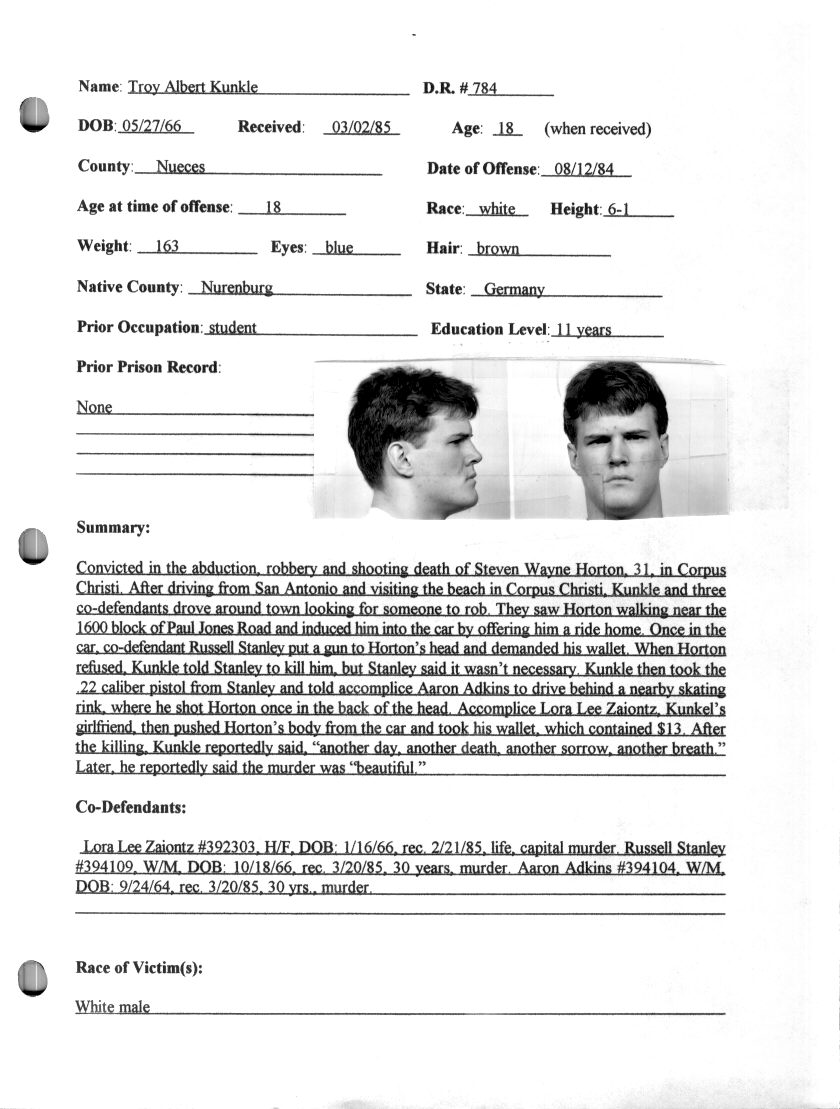 Name: Troy Albert Kunkle D.R. # 784
DOB: 05/27/66 Received: 03/02/85 Age: 18 (when received)
County: Nueces Date of Offense: 08/12/84
Age at time of offense: 18 Race: white Height: 6-1
Weight: 163 Eyes: blue Hair: brown
Native County: Nurenburg State: Germany
Prior Occupation: student Education Level: 11 years
Prior Prison Record:
None
Summary:
Convicted in the abduction, robbery and shooting death of Steven Wayne Horton, 31, in Corpus
Christi. After driving from San Antonio and visiting the beach in Corpus Christi, Kunkle and three
co-defendants drove around town looking for someone to rob. They saw Horton walking near the
1600 block of Paul Jones Road and induced him into the car by offering him a ride home. Once in the
car, co-defendant Russell Stanley put a gun to Horton's head and demanded his wallet. When Horton
refused, Kunkle told Stanley to kill him, but Stanley said it wasn't necessary. Kunkle then took the
.22 caliber pistol from Stanley and told accomplice Aaron Adkins to drive behind a nearby skating
rink, where he shot Horton once in the back of the head. Accomplice Lora Lee Zaiontz, Kunkel's
girlfriend, then pushed Horton's body from the car and took his wallet, which contained $13. After
the killing, Kunkle reportedly said, "another day, another death, another sorrow, another breath."
Later, he reportedly said the murder was "beautiful."
Co-Defendants:
Lora Lee Zaiontz #392303, H/F, DOB: 1/16/66, rec. 2/21/85, life, capital murder. Russell Stanley
#394109, W/M, DOB: 10/18/66, rec. 3/20/85, 30 years, murder. Aaron Adkins #394104, W/M,
DOB: 9/24/64, rec. 3/20/85, 30 yrs., murder.
Race of Victim(s):
White male